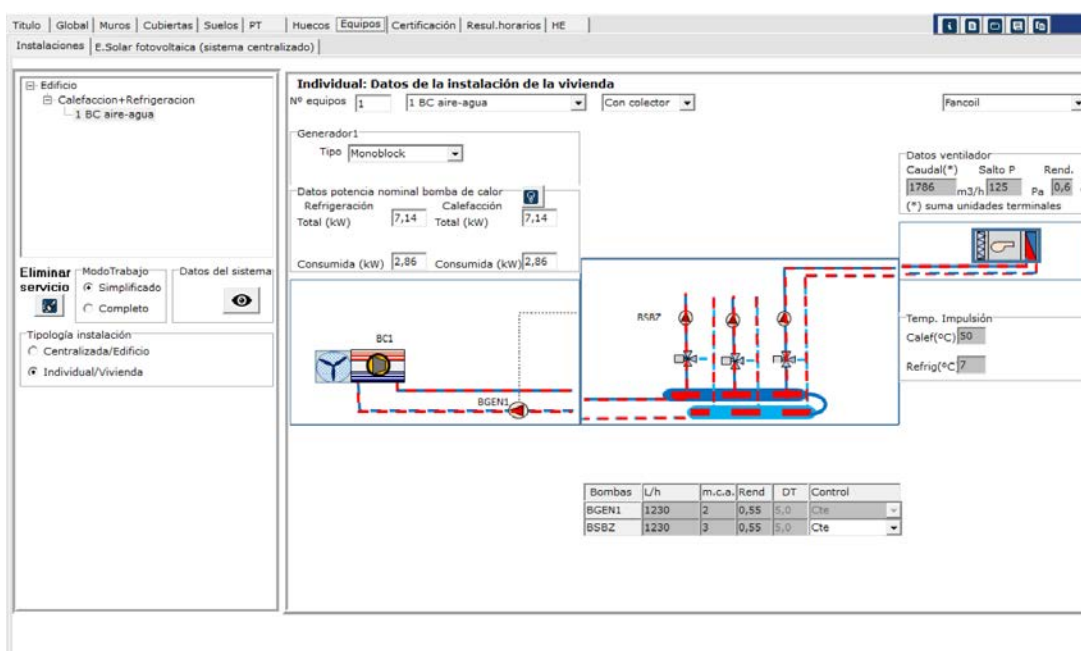 Titulo Global Muros Cubiertas Suelos PT Huecos Equipos Certificación Resul.horarios HE
Instalaciones E.Solar fotovoltaica (sistema centralizado)
Edificio
Calefaccion+Refrigeracion
1 BC aire-agua
Eliminar servicio
ModoTrabajo
Simplificado
Completo
Datos del sistema
Tipología instalación
Centralizada/Edificio
Individual/Vivienda
Individual: Datos de la instalación de la vivienda
Nº equipos 1 1 BC aire-agua Con colector Fancoil
Generador1
Tipo Monoblock
Datos potencia nominal bomba de calor
Refrigeración Calefacción
Total (kW) 7,14 Total (kW) 7,14
Consumida (kW) 2,86 Consumida (kW) 2,86
Datos ventilador
Caudal(*) Salto P Rend.
1786 m3/h 125 Pa 0,6
(*) suma unidades terminales
BC1
BGEN1
BSBZ
Temp. Impulsión
Calef(ºC) 50
Refrig(ºC 7
Bombas L/h m.c.a. Rend DT Control
BGEN1 1230 2 0,55 5,0 Cte
BSBZ 1230 3 0,55 5,0 Cte